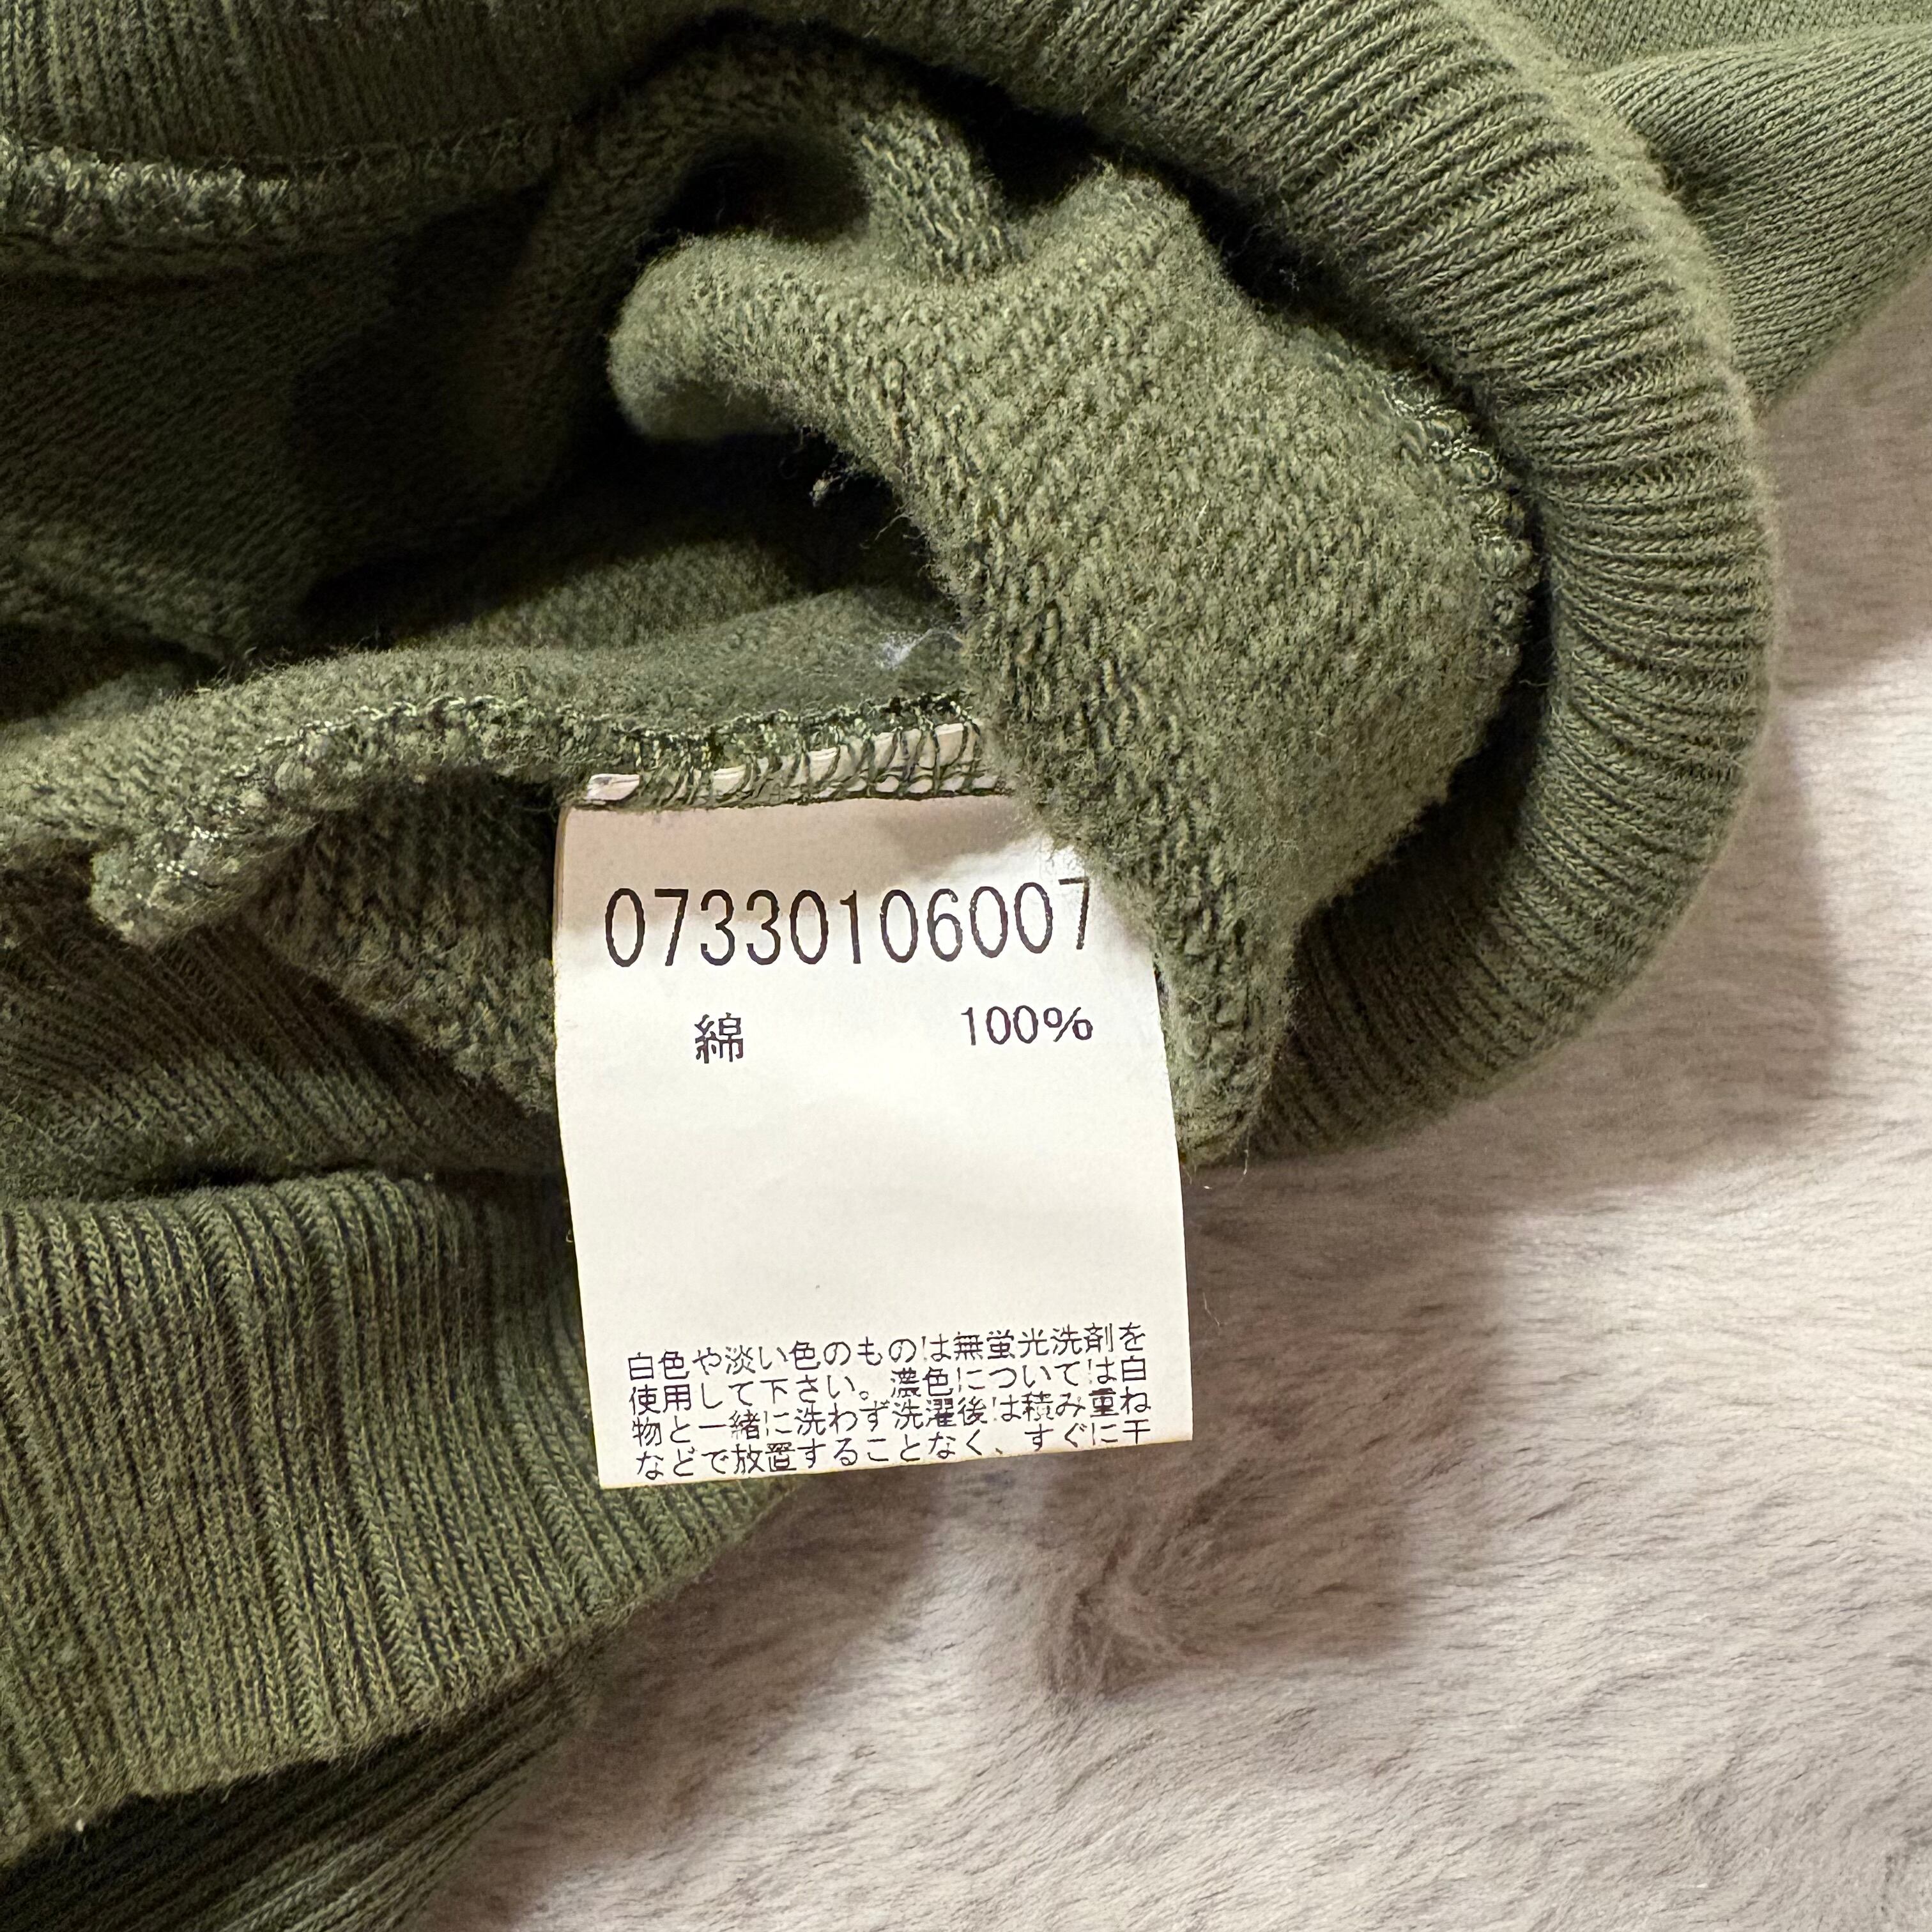 07330106007
綿 100%
白色や淡い色のものは無蛍光洗剤を
使用して下さい。濃色については白
物と一緒に洗わず洗濯後は積み重ね
などで放置することなく、すぐに干